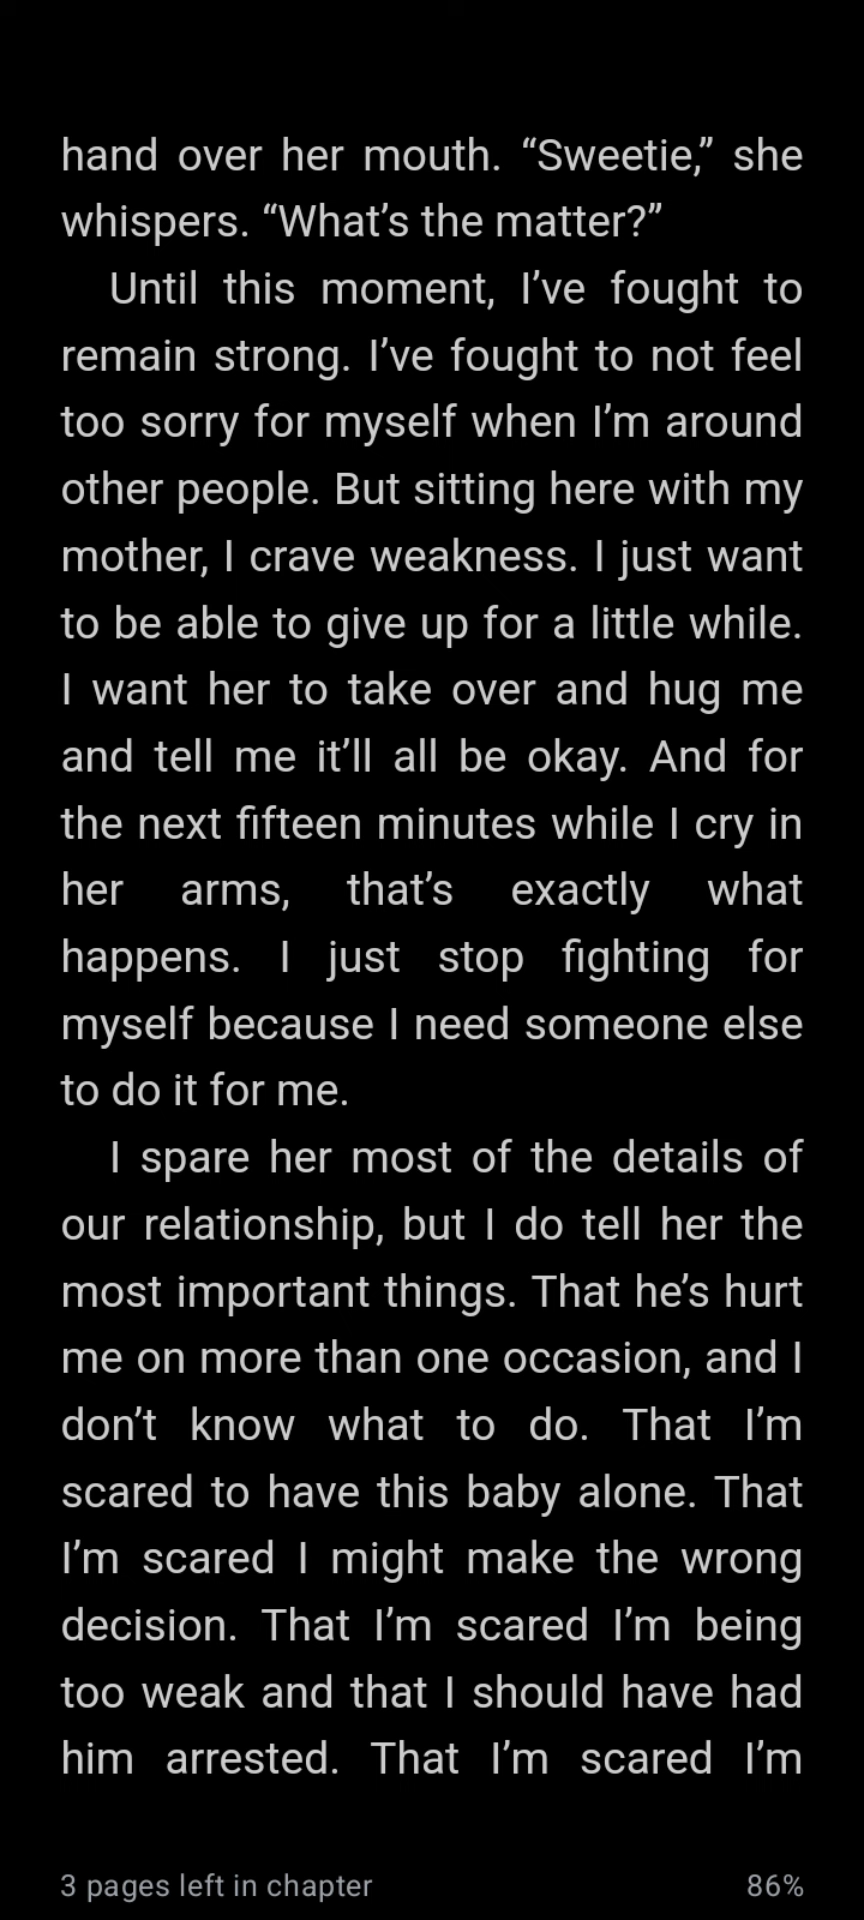 hand over her mouth. “Sweetie,” she
whispers. “What’s the matter?”
Until this moment, I’ve fought to
remain strong. I’ve fought to not feel
too sorry for myself when I’m around
other people. But sitting here with my
mother, I crave weakness. I just want
to be able to give up for a little while.
I want her to take over and hug me
and tell me it’ll all be okay. And for
the next fifteen minutes while I cry in
her arms, that’s exactly what
happens. I just stop fighting for
myself because I need someone else
to do it for me.
I spare her most of the details of
our relationship, but I do tell her the
most important things. That he’s hurt
me on more than one occasion, and I
don’t know what to do. That I’m
scared to have this baby alone. That
I’m scared I might make the wrong
decision. That I’m scared I’m being
too weak and that I should have had
him arrested. That I’m scared I’m
3 pages left in chapter
86%